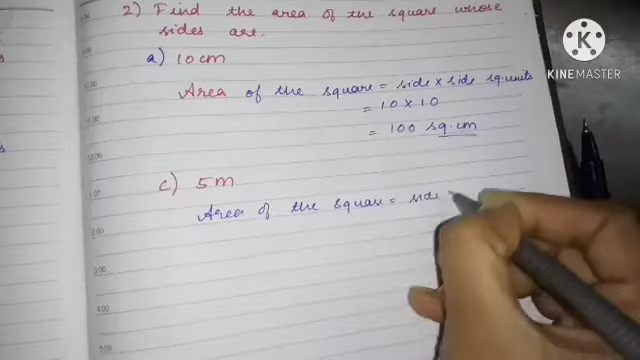 2) Find the area of the square whose
sides are.
a) 10 cm
Area of the square = side × side sq.units
= 10 × 10
= 100 sq.cm
c) 5 m
Area of the square = side
KINEMASTER